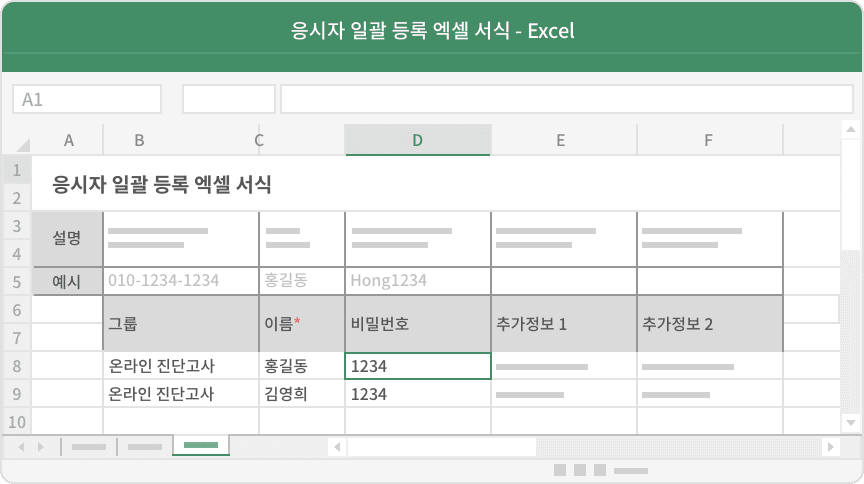 응시자 일괄 등록 엑셀 서식 - Excel
A1
A B C D E F
1
응시자 일괄 등록 엑셀 서식
2
3
설명
4
5 예시 010-1234-1234 홍길동 Hong1234
6
그룹 이름* 비밀번호 추가정보 1 추가정보 2
7
8 온라인 진단고사 홍길동 1234
9 온라인 진단고사 김영희 1234
10